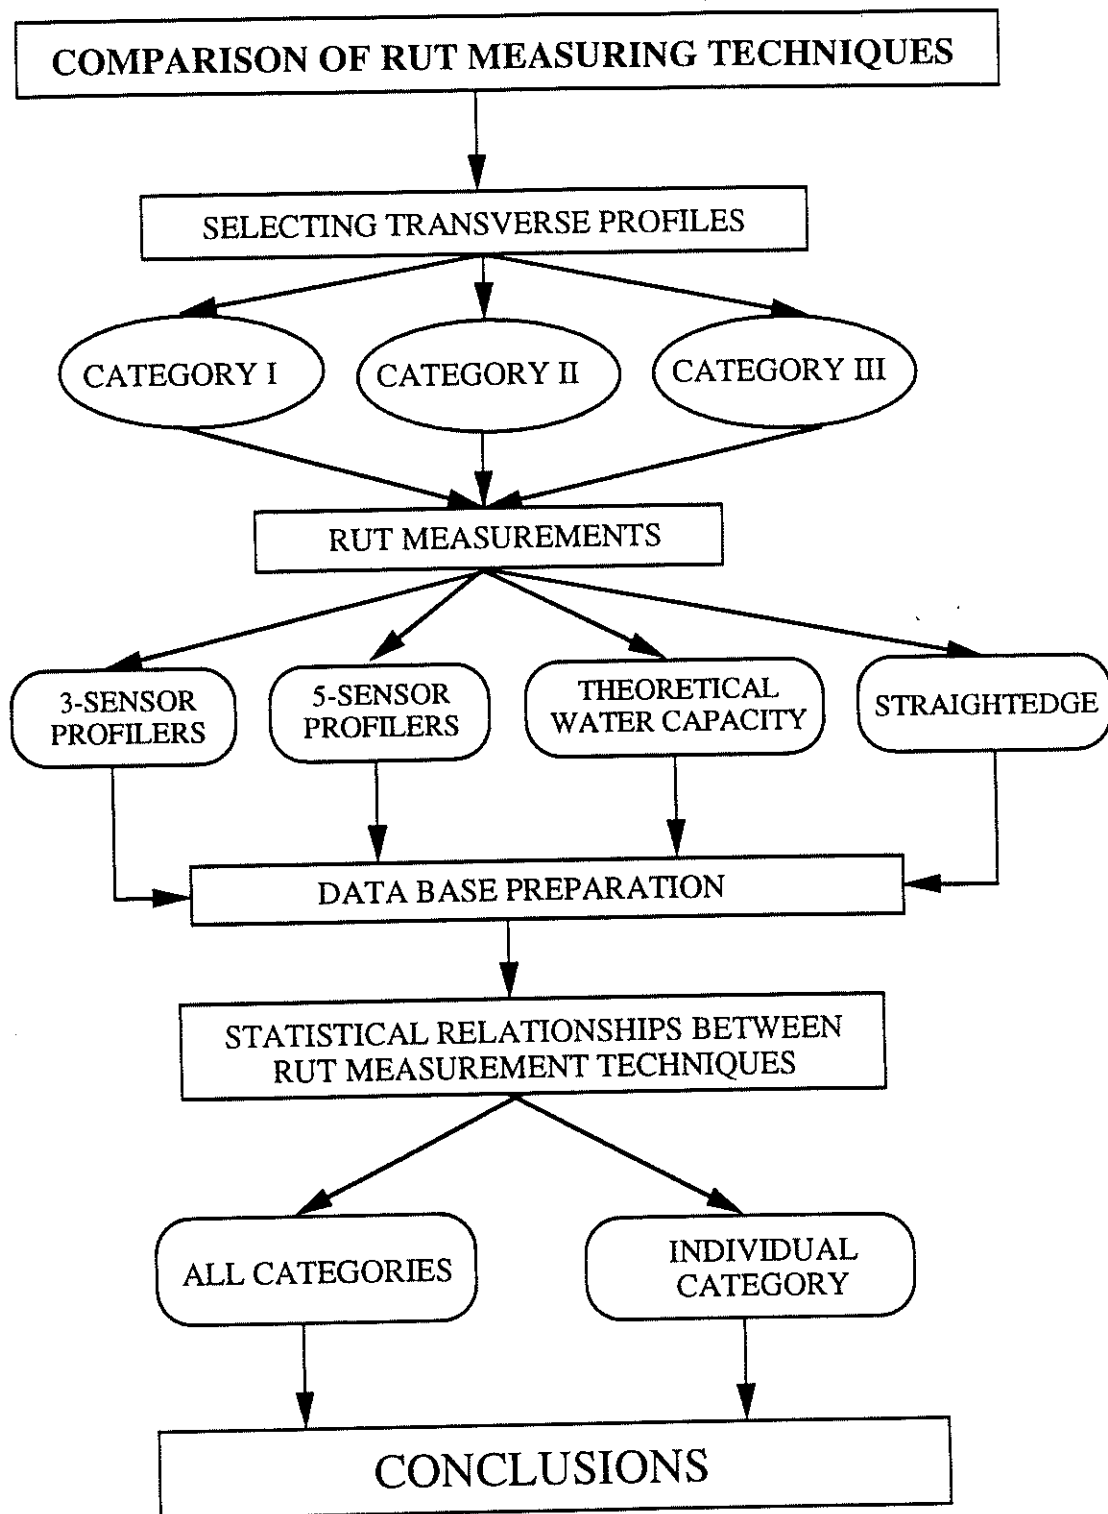 COMPARISON OF RUT MEASURING TECHNIQUES
SELECTING TRANSVERSE PROFILES
CATEGORY I
CATEGORY II
CATEGORY III
RUT MEASUREMENTS
3-SENSOR
PROFILERS
5-SENSOR
PROFILERS
THEORETICAL
WATER CAPACITY
STRAIGHTEDGE
DATA BASE PREPARATION
STATISTICAL RELATIONSHIPS BETWEEN
RUT MEASUREMENT TECHNIQUES
ALL CATEGORIES
INDIVIDUAL
CATEGORY
CONCLUSIONS